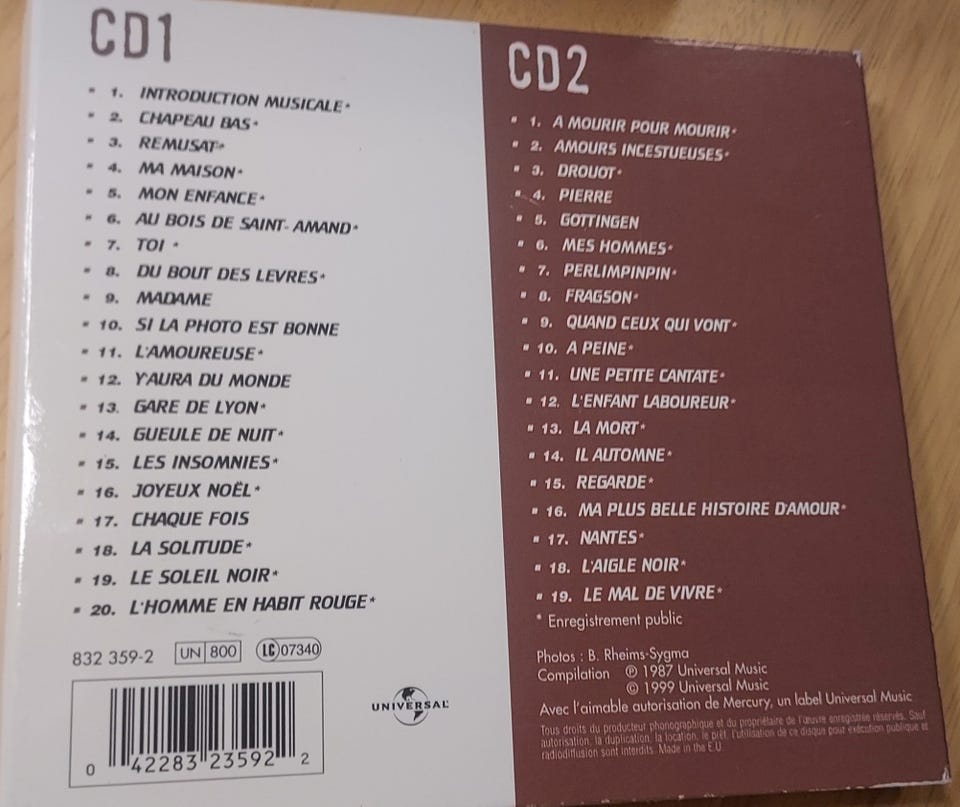 CD1
1. INTRODUCTION MUSICALE*
2. CHAPEAU BAS*
3. REMUSAT*
4. MA MAISON*
5. MON ENFANCE*
6. AU BOIS DE SAINT-AMAND*
7. TOI *
8. DU BOUT DES LEVRES*
9. MADAME
10. SI LA PHOTO EST BONNE
11. L'AMOUREUSE*
12. Y'AURA DU MONDE
13. GARE DE LYON*
14. GUEULE DE NUIT*
15. LES INSOMNIES*
16. JOYEUX NOËL*
17. CHAQUE FOIS
18. LA SOLITUDE*
19. LE SOLEIL NOIR*
20. L'HOMME EN HABIT ROUGE*
832 359-2 UN 800 LC 07340
0 42283 23592 2
UNIVERSAL
CD2
1. A MOURIR POUR MOURIR*
2. AMOURS INCESTUEUSES*
3. DROUOT*
4. PIERRE
5. GOTTINGEN
6. MES HOMMES*
7. PERLIMPINPIN*
8. FRAGSON*
9. QUAND CEUX QUI VONT*
10. A PEINE*
11. UNE PETITE CANTATE*
12. L'ENFANT LABOUREUR*
13. LA MORT*
14. IL AUTOMNE*
15. REGARDE*
16. MA PLUS BELLE HISTOIRE D'AMOUR*
17. NANTES*
18. L'AIGLE NOIR*
19. LE MAL DE VIVRE*
* Enregistrement public
Photos : B. Rheims-Sygma
Compilation ℗ 1987 Universal Music
© 1999 Universal Music
Avec l'aimable autorisation de Mercury, un label Universal Music
Tous droits du producteur phonographique et du propriétaire de l'œuvre enregistrée réservés. Sauf
autorisation, la duplication, la location, le prêt, l'utilisation de ce disque pour exécution publique et
radiodiffusion sont interdits. Made in the E.U.